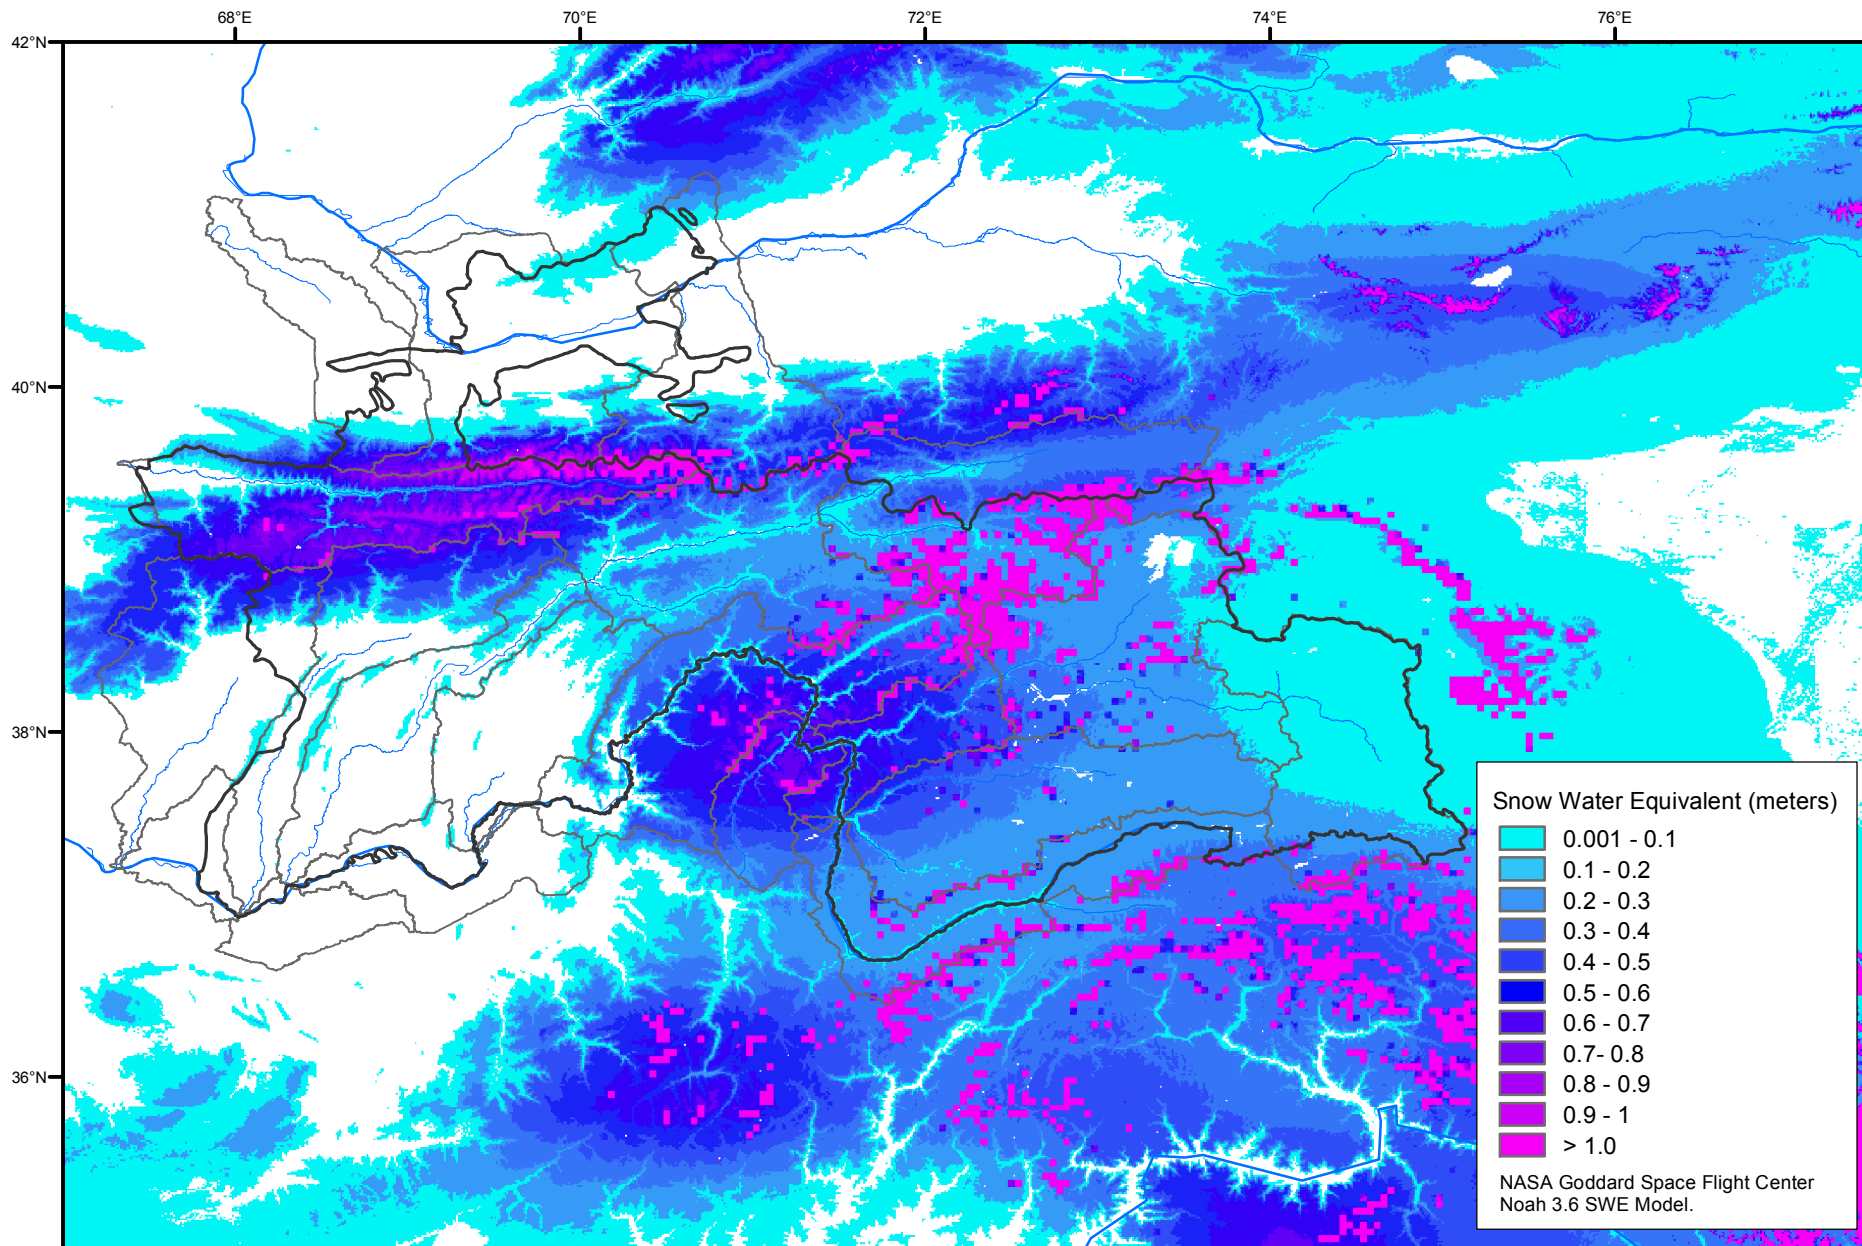 68°E 70°E 72°E 74°E 76°E
42°N
40°N
38°N
36°N
Snow Water Equivalent (meters)
0.001 - 0.1
0.1 - 0.2
0.2 - 0.3
0.3 - 0.4
0.4 - 0.5
0.5 - 0.6
0.6 - 0.7
0.7- 0.8
0.8 - 0.9
0.9 - 1
> 1.0
NASA Goddard Space Flight Center
Noah 3.6 SWE Model.